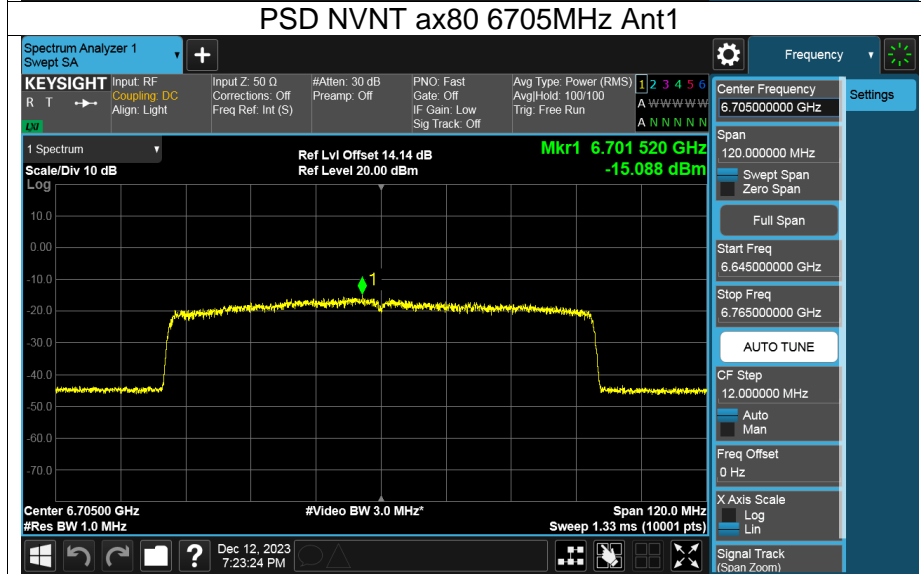 PSD NVNT ax80 6705MHz Ant1
Spectrum Analyzer 1
Swept SA
+
Frequency
KEYSIGHT
R T
LXI
Input: RF
Coupling: DC
Align: Light
Input Z: 50 Ω
Corrections: Off
Freq Ref: Int (S)
#Atten: 30 dB
Preamp: Off
PNO: Fast
Gate: Off
IF Gain: Low
Sig Track: Off
Avg Type: Power (RMS)
Avg|Hold: 100/100
Trig: Free Run
1 2 3 4 5 6
A W W W W W
A N N N N N
1 Spectrum
Scale/Div 10 dB
Log
Ref Lvl Offset 14.14 dB
Ref Level 20.00 dBm
Mkr1 6.701 520 GHz
-15.088 dBm
10.0
0.00
-10.0
-20.0
-30.0
-40.0
-50.0
-60.0
-70.0
1
Center 6.70500 GHz
#Res BW 1.0 MHz
#Video BW 3.0 MHz*
Span 120.0 MHz
Sweep 1.33 ms (10001 pts)
?
Dec 12, 2023
7:23:24 PM
Center Frequency
6.705000000 GHz
Settings
Span
120.000000 MHz
Swept Span
Zero Span
Full Span
Start Freq
6.645000000 GHz
Stop Freq
6.765000000 GHz
AUTO TUNE
CF Step
12.000000 MHz
Auto
Man
Freq Offset
0 Hz
X Axis Scale
Log
Lin
Signal Track
(Span Zoom)